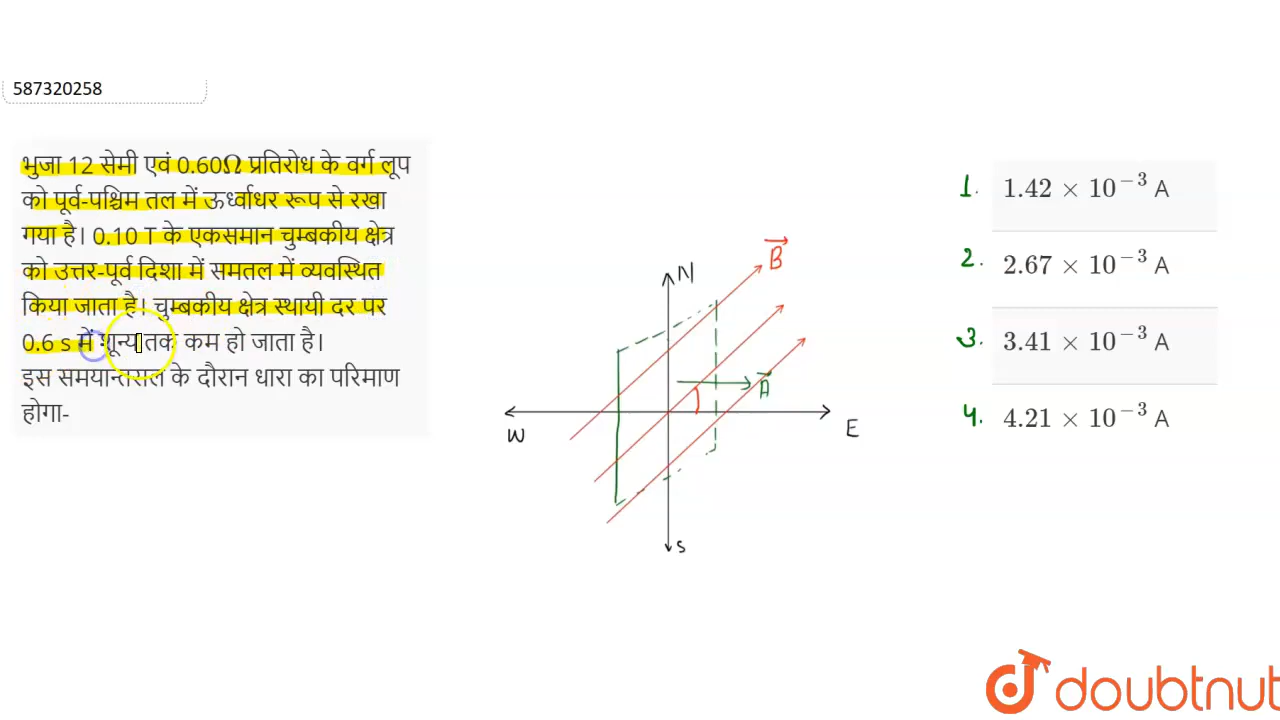 587320258
भुजा 12 सेमी एवं 0.60Ω प्रतिरोध के वर्ग लूप
को पूर्व-पश्चिम तल में ऊर्ध्वाधर रूप से रखा
गया है। 0.10 T के एकसमान चुम्बकीय क्षेत्र
को उत्तर-पूर्व दिशा में समतल में व्यवस्थित
किया जाता है। चुम्बकीय क्षेत्र स्थायी दर पर
0.6 s में शून्य तक कम हो जाता है।
इस समयान्तराल के दौरान धारा का परिमाण
होगा-
B
N
A
W
E
S
1. 1.42 × 10⁻³ A
2. 2.67 × 10⁻³ A
3. 3.41 × 10⁻³ A
4. 4.21 × 10⁻³ A
doubtnut